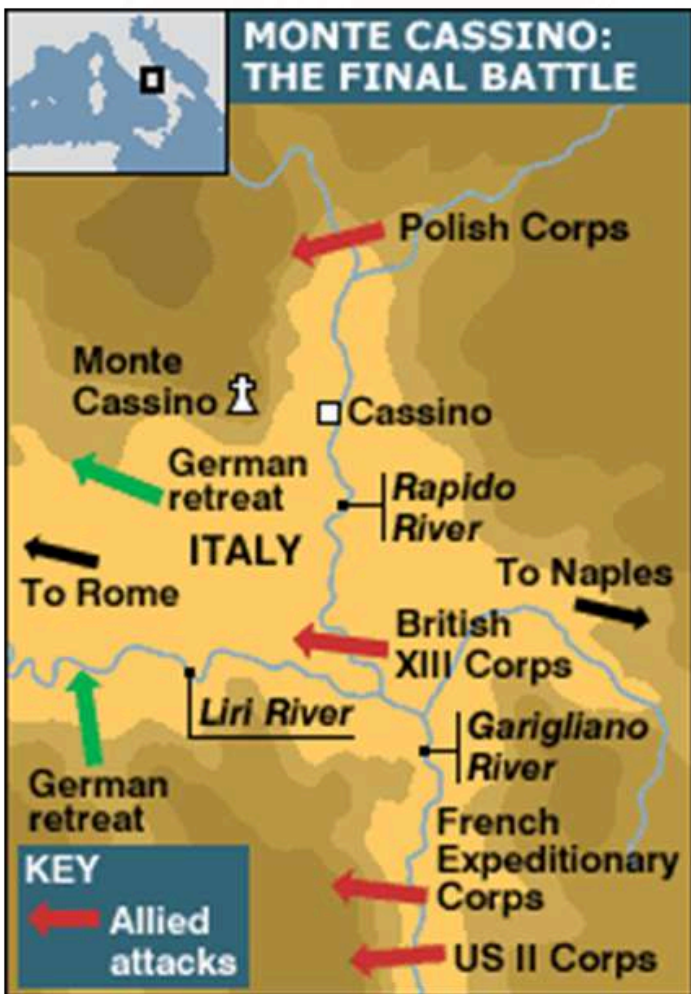 MONTE CASSINO:
THE FINAL BATTLE
Polish Corps
Monte
Cassino
Cassino
German
retreat
Rapido
River
ITALY
To Naples
To Rome
British
XIII Corps
Liri River
Garigliano
River
German
retreat
French
Expeditionary
Corps
KEY
Allied
attacks
US II Corps